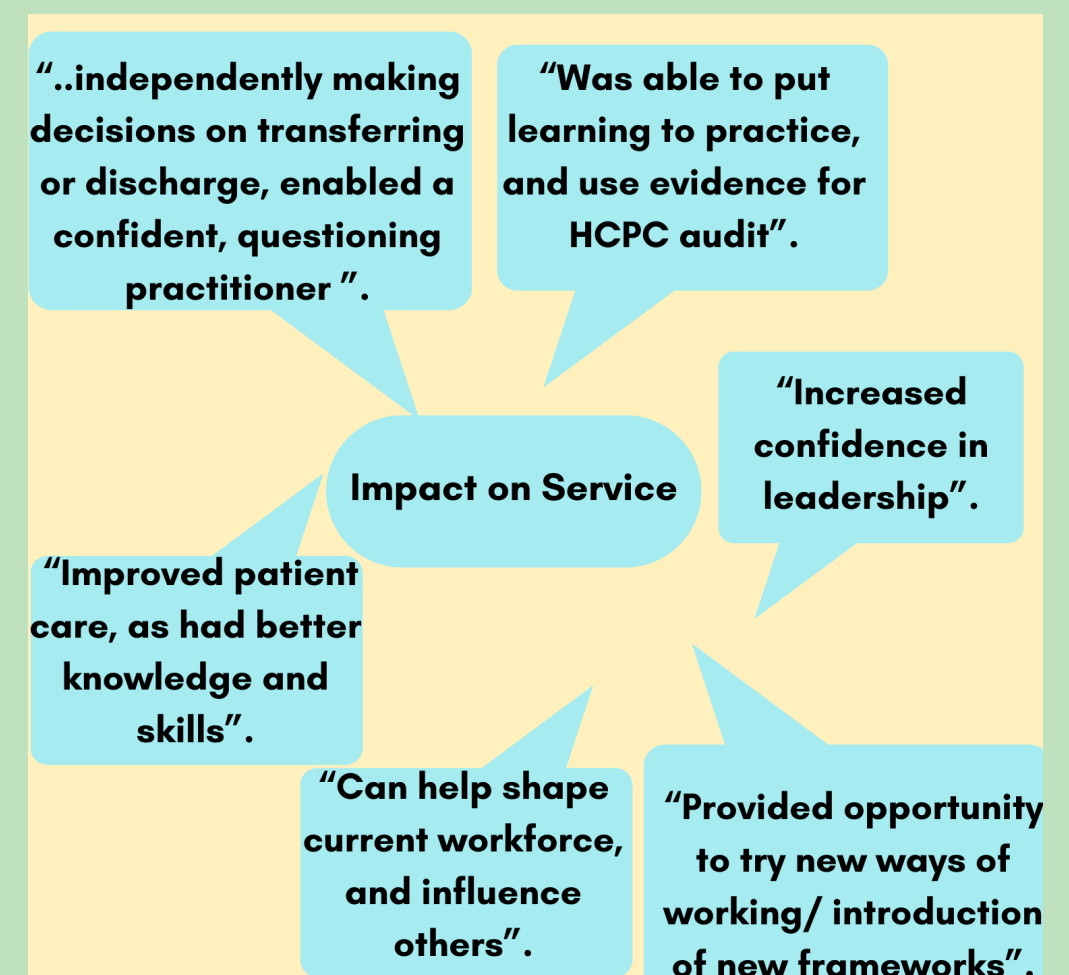 “..independently making
decisions on transferring
or discharge, enabled a
confident, questioning
practitioner ”.
“Was able to put
learning to practice,
and use evidence for
HCPC audit”.
“Increased
confidence in
leadership”.
Impact on Service
“Improved patient
care, as had better
knowledge and
skills”.
“Can help shape
current workforce,
and influence
others”.
“Provided opportunity
to try new ways of
working/ introduction
of new frameworks”.